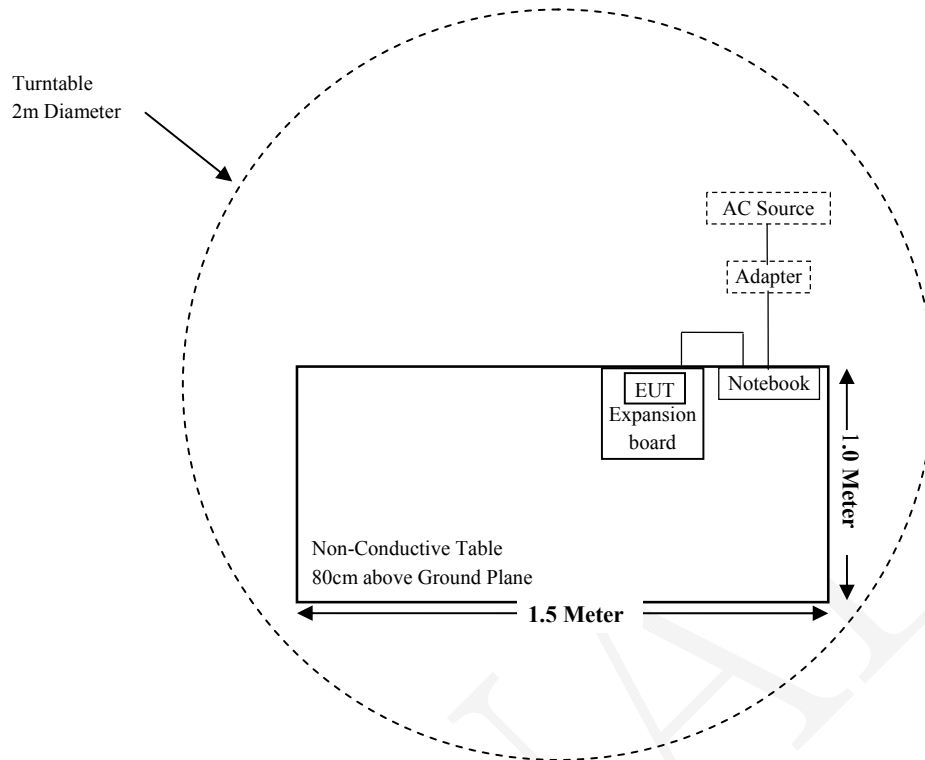 Turntable
2m Diameter
AC Source
Adapter
Notebook
EUT
Expansion
board
1.0 Meter
Non-Conductive Table
80cm above Ground Plane
1.5 Meter